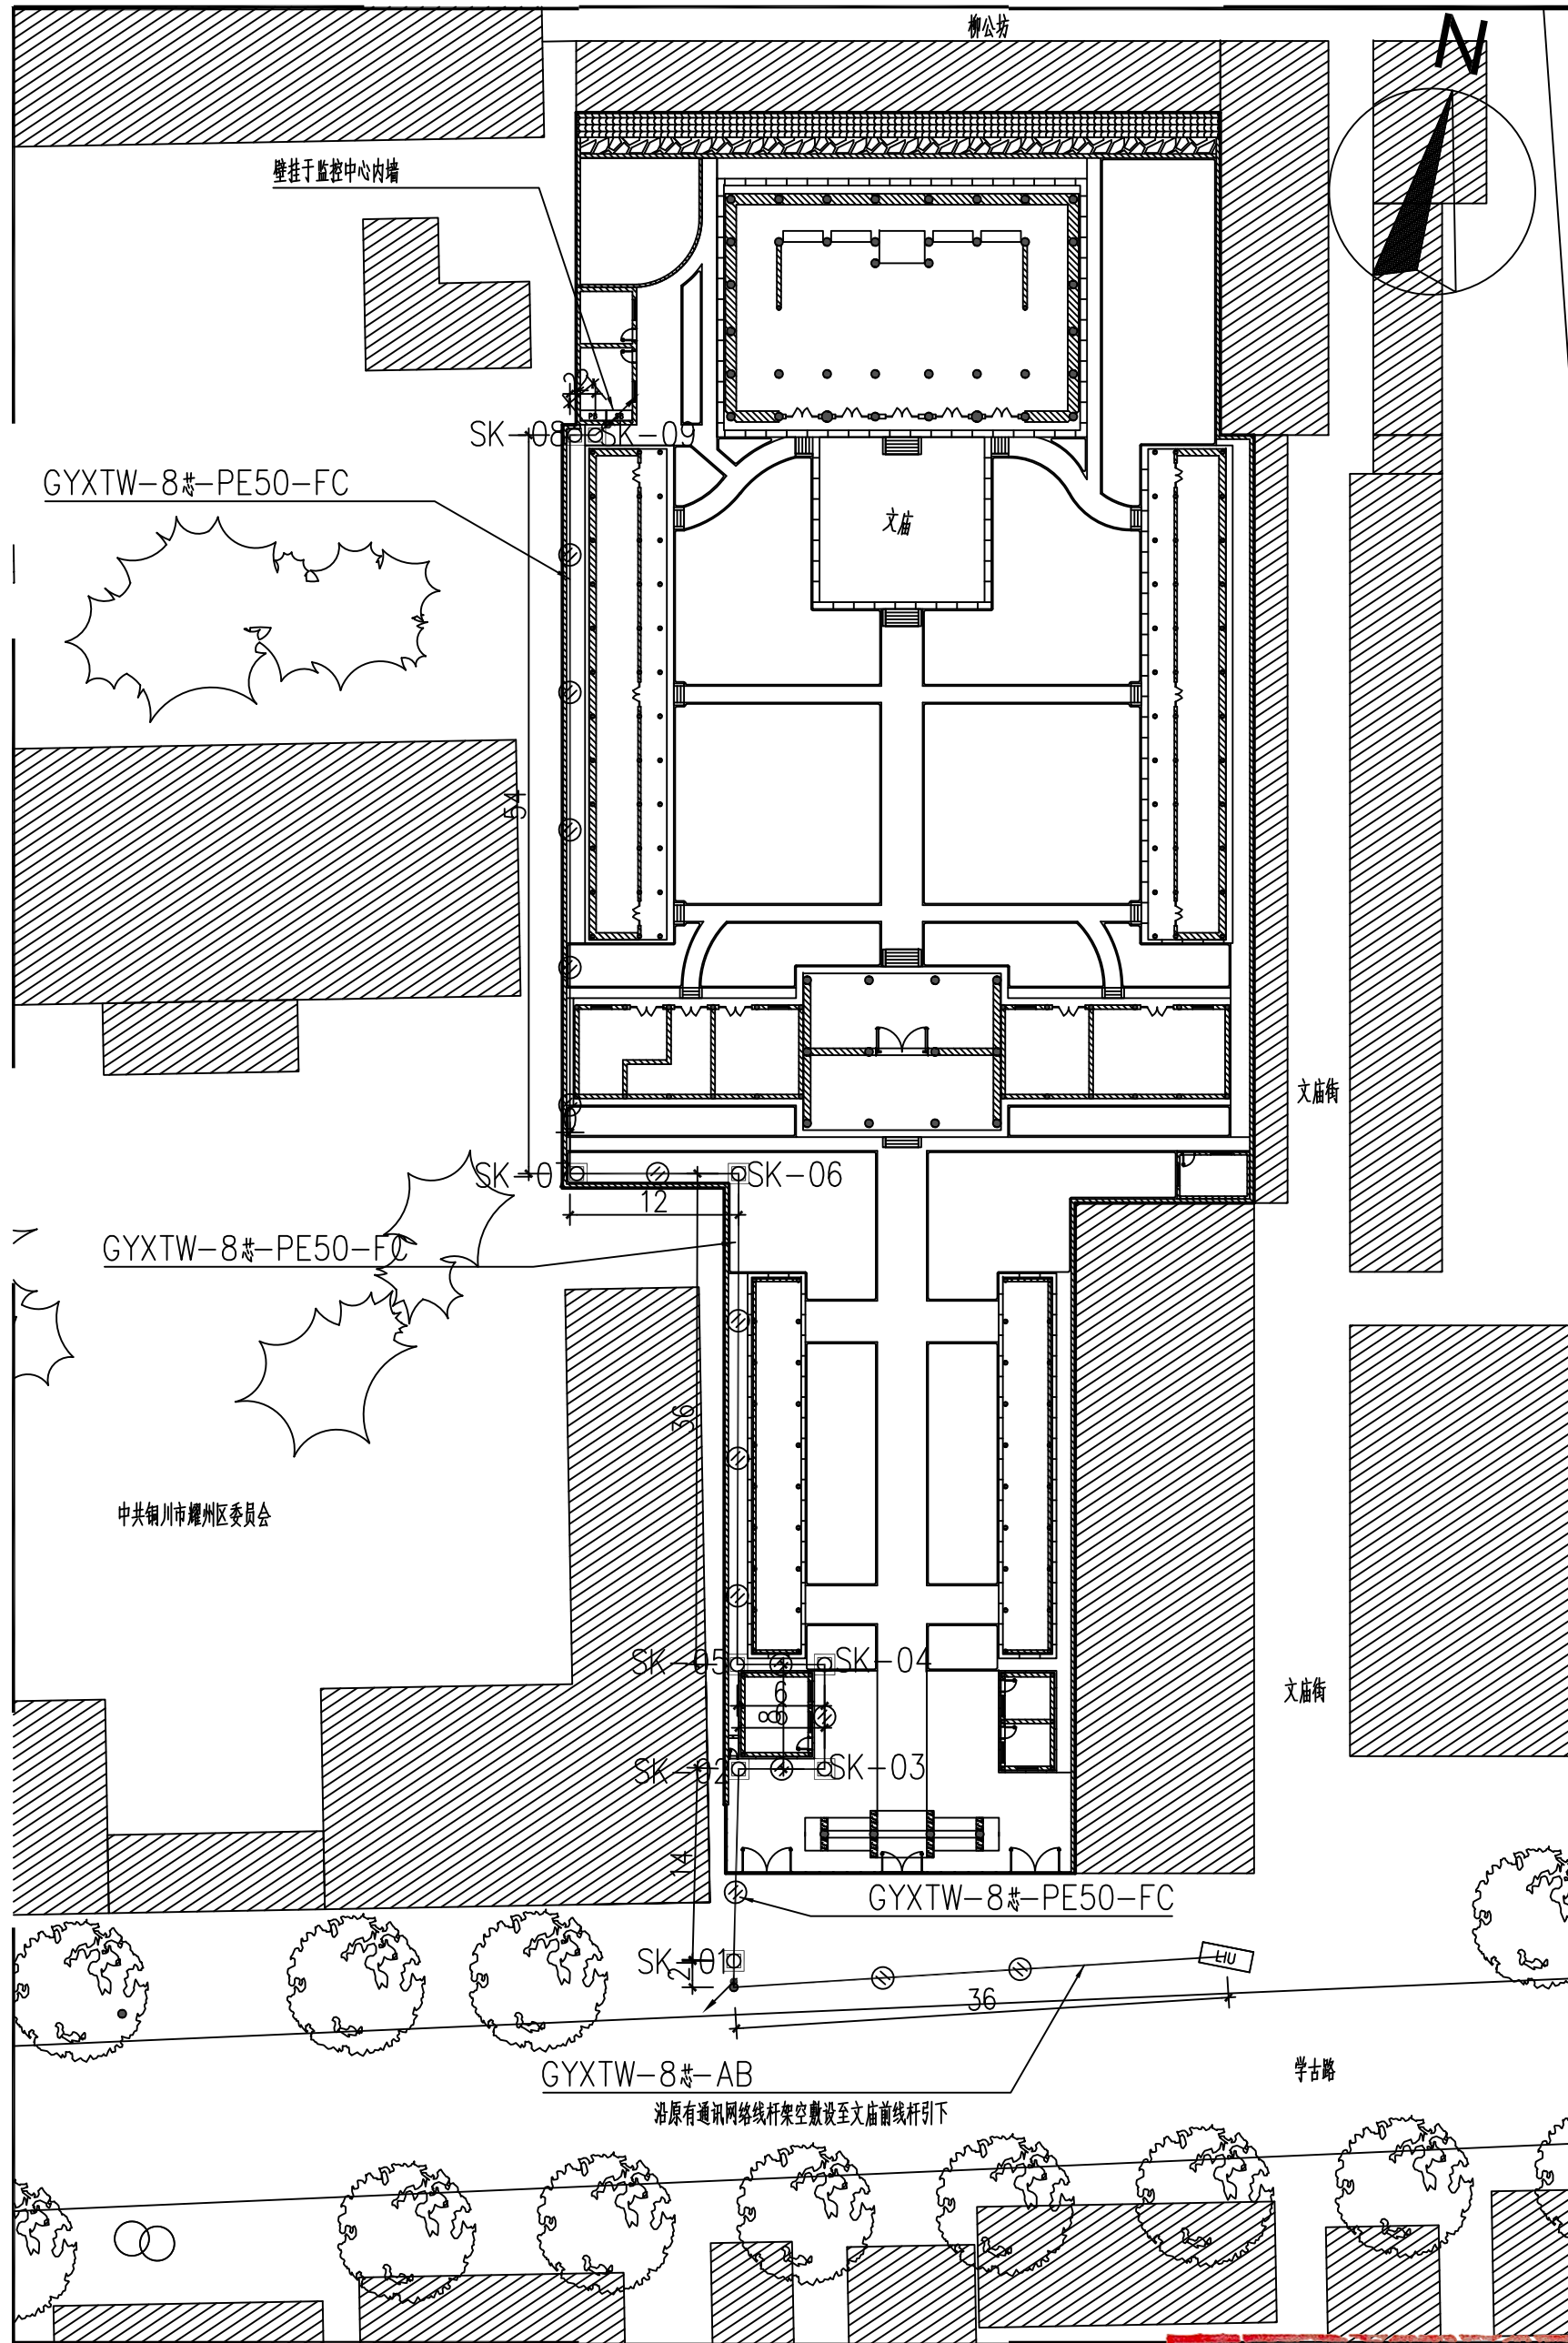 柳公坊
N
壁挂于监控中心内墙
SK-08
SK-09
GYXTW-8芯-PE50-FC
文庙
54
文庙街
SK-07
SK-06
12
GYXTW-8芯-PE50-FC
36
中共铜川市耀州区委员会
SK-05
SK-04
文庙街
6
8
SK-02
SK-03
14
GYXTW-8芯-PE50-FC
SK-01
2
LIU
36
GYXTW-8芯-AB
学古路
沿原有通讯网络线杆架空敷设至文庙前线杆引下